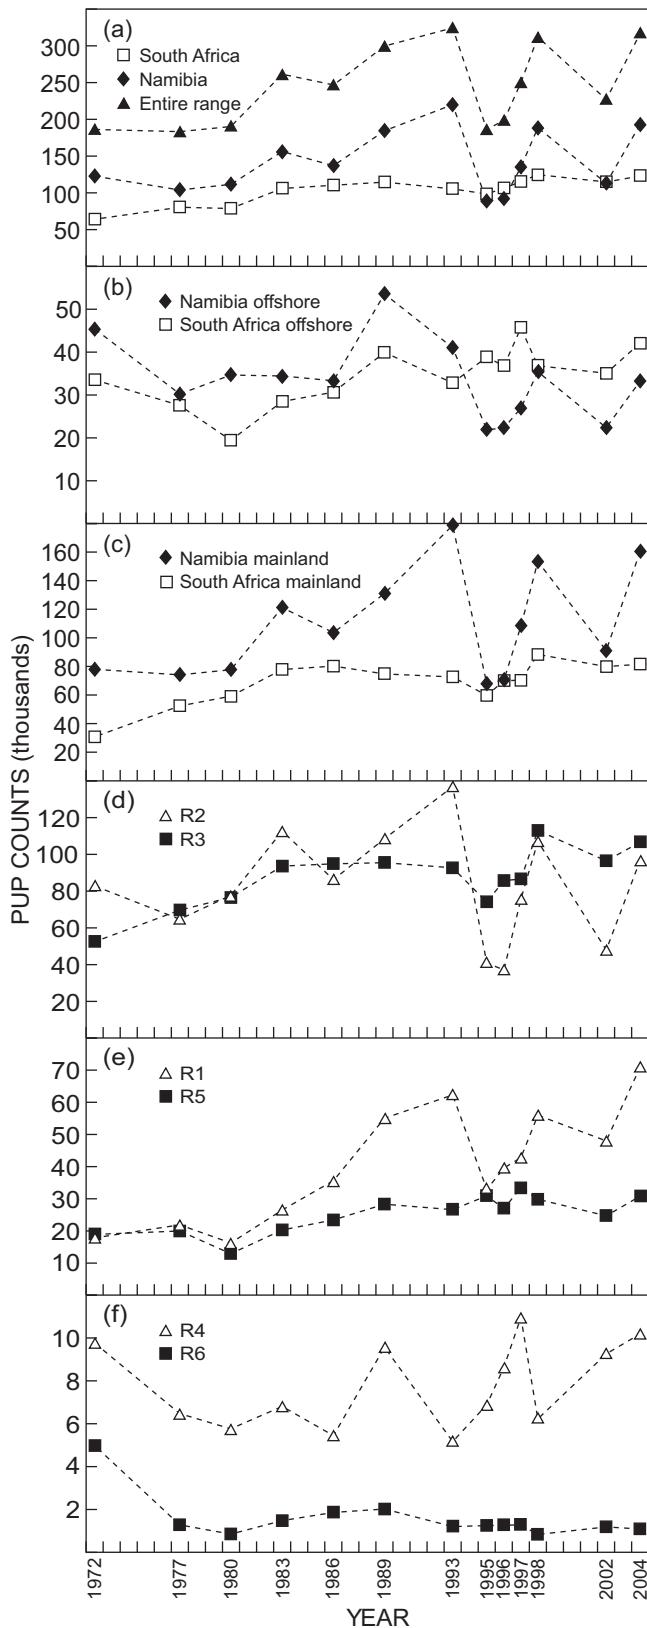 (a)
South Africa
Namibia
Entire range
300
250
200
150
100
50
(b)
Namibia offshore
South Africa offshore
50
40
30
20
10
(c)
Namibia mainland
South Africa mainland
160
140
120
100
80
60
40
20
(d)
R2
R3
120
100
80
60
40
20
(e)
R1
R5
70
60
50
40
30
20
10
(f)
R4
R6
10
8
6
4
2
PUP COUNTS (thousands)
1972 1977 1980 1983 1986 1989 1993 1995 1996 1997 1998 2002 2004
YEAR